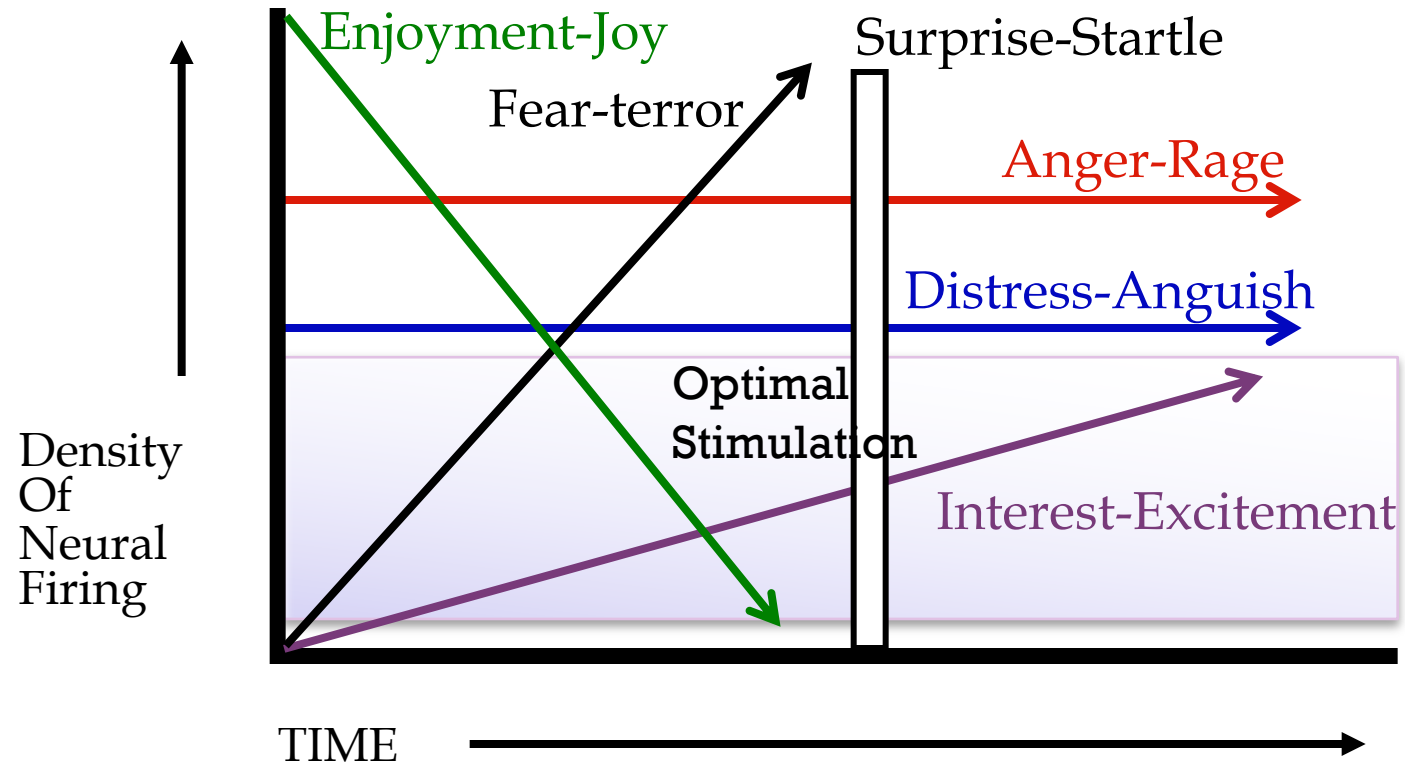 Enjoyment-Joy
Surprise-Startle
Fear-terror
Anger-Rage
Distress-Anguish
Optimal
Stimulation
Interest-Excitement
Density
Of
Neural
Firing
TIME